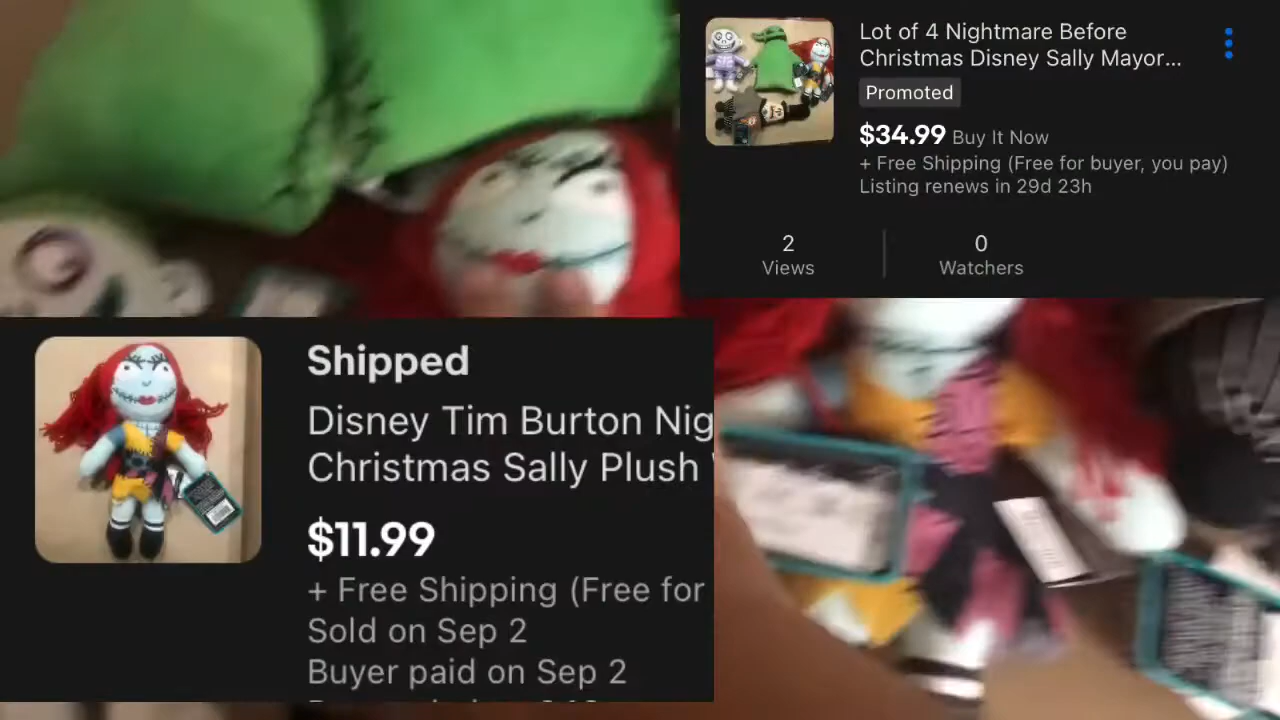 Lot of 4 Nightmare Before
Christmas Disney Sally Mayor...
Promoted
$34.99 Buy It Now
+ Free Shipping (Free for buyer, you pay)
Listing renews in 29d 23h
2
0
Views
Watchers
Shipped
Disney Tim Burton Nig
Christmas Sally Plush
$11.99
+ Free Shipping (Free for
Sold on Sep 2
Buyer paid on Sep 2